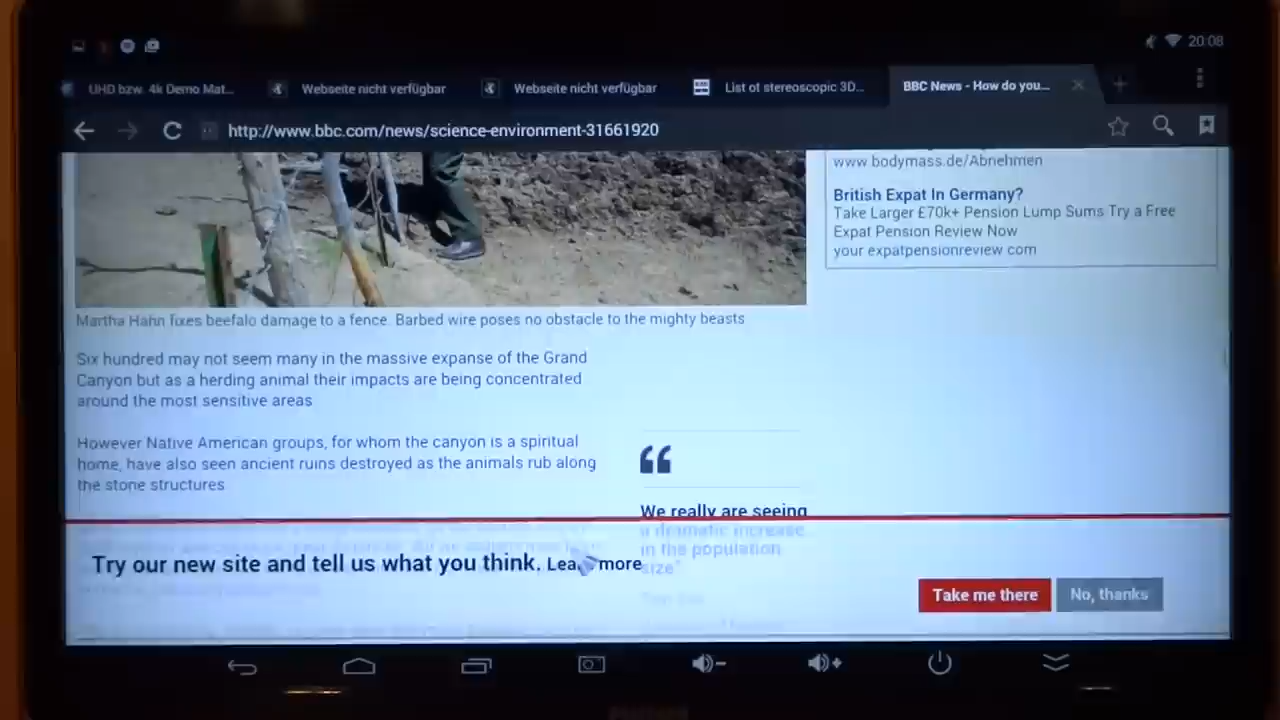 20:08
UHD bzw. 4k Demo Mat...
Webseite nicht verfügbar
Webseite nicht verfügbar
List of stereoscopic 3D...
BBC News - How do you...
http://www.bbc.com/news/science-environment-31661920
www bodymass.de/Abnehmen
British Expat In Germany?
Take Larger £70k+ Pension Lump Sums Try a Free
Expat Pension Review Now
your expatpensionreview com
Martha Hahn fixes beefalo damage to a fence. Barbed wire poses no obstacle to the mighty beasts
Six hundred may not seem many in the massive expanse of the Grand
Canyon but as a herding animal their impacts are being concentrated
around the most sensitive areas
However Native American groups, for whom the canyon is a spiritual
home, have also seen ancient ruins destroyed as the animals rub along
the stone structures
We really are seeing
a dramatic increase
in the population
size"
Try our new site and tell us what you think. Learn more
Take me there
No, thanks